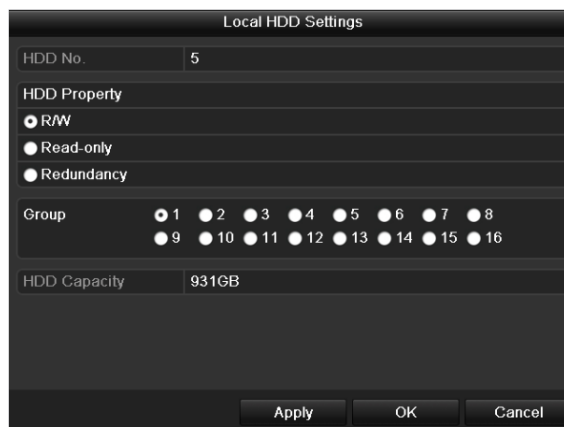 Local HDD Settings
HDD No. 5
HDD Property
R/W
Read-only
Redundancy
Group 1 2 3 4 5 6 7 8
9 10 11 12 13 14 15 16
HDD Capacity 931GB
Apply OK Cancel